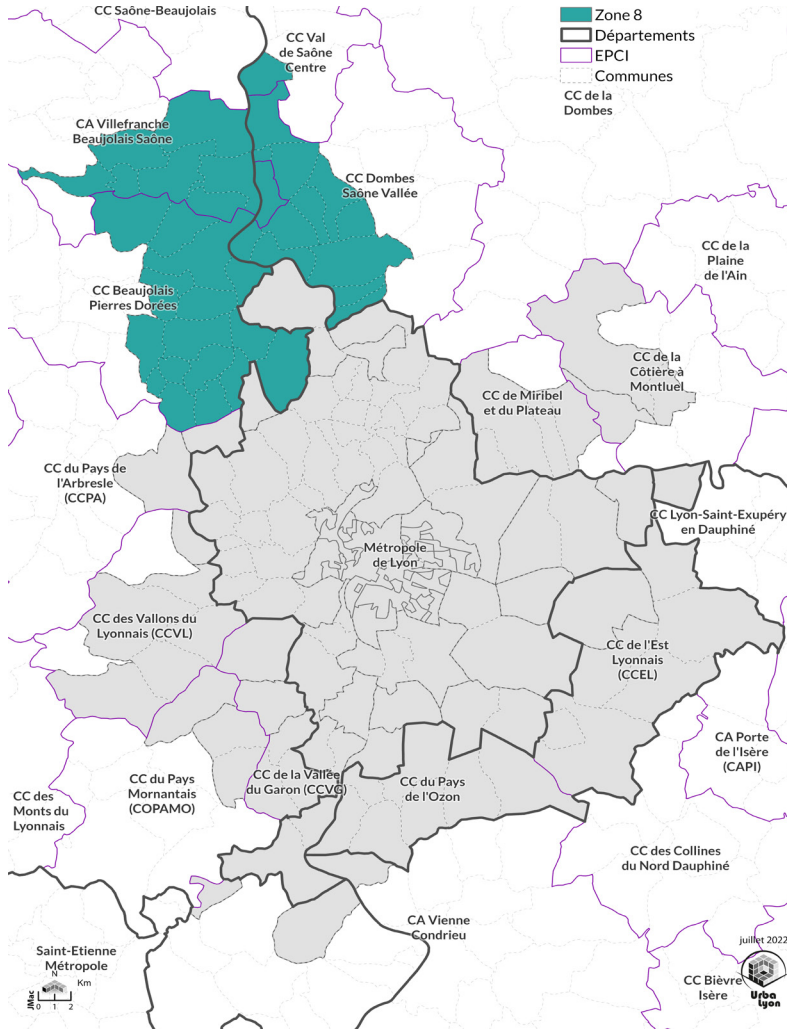 CC Saône-Beaujolais
CC Val
de Saône
Centre
Zone 8
Départements
EPCI
Communes
CC de la
Dombes
CA Villefranche
Beaujolais Saône
CC Dombes
Saône Vallée
CC de la
Plaine
de l'Ain
CC Beaujolais
Pierres Dorées
CC de la
Côtière à
Montluel
CC de Miribel
et du Plateau
CC du Pays de
l'Arbresle
(CCPA)
CC Lyon-Saint-Exupéry
en Dauphiné
Métropole
de Lyon
CC des Vallons du
Lyonnais (CCVL)
CC de l'Est
Lyonnais
(CCEL)
CA Porte
de l'Isère
(CAPI)
CC de la Vallée
du Garon (CCVG)
CC du Pays
de l'Ozon
CC du Pays
Mornantais
(COPAMO)
CC des
Monts du
Lyonnais
CC des Collines
du Nord Dauphiné
CA Vienne
Condrieu
Saint-Etienne
Métropole
N
Km
0 1 2
JMac
juillet 2022
CC Bièvre
Isère
Urba
Lyon